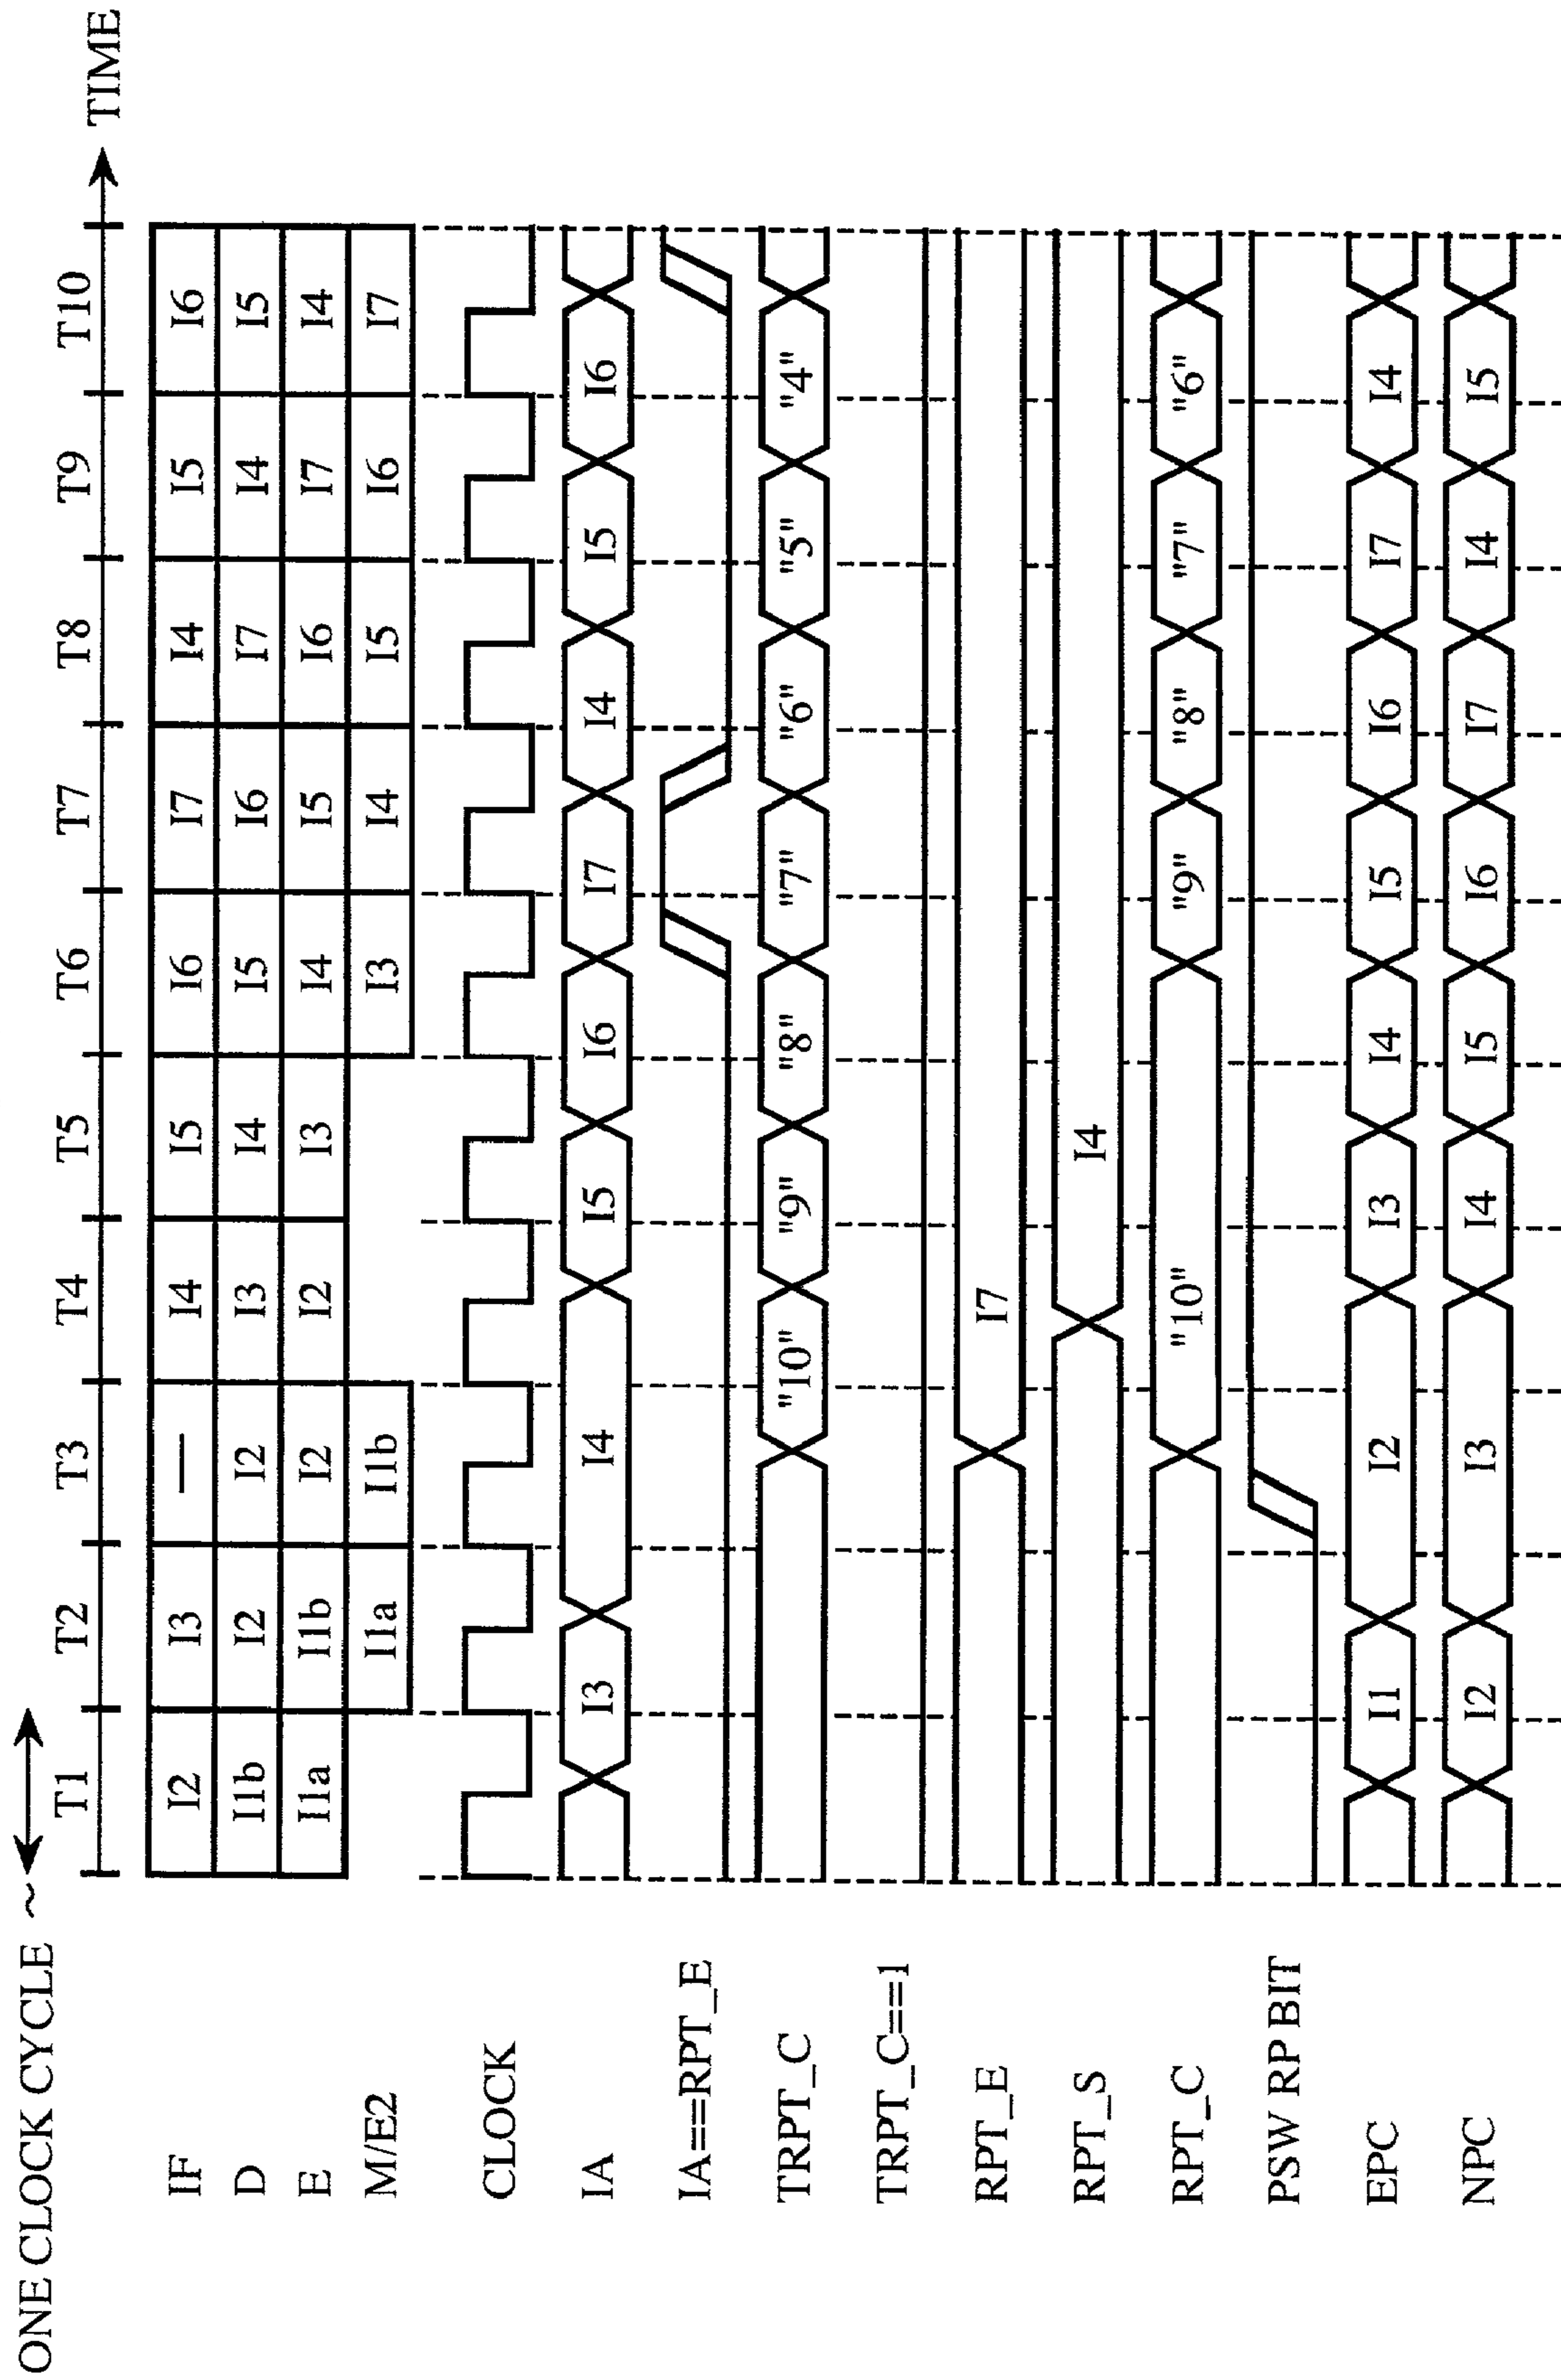 ONE CLOCK CYCLE ~
TIME
T1 T2 T3 T4 T5 T6 T7 T8 T9 T10
IF I2 I3 — I4 I5 I6 I7 I4 I5 I6
D I1b I2 I2 I3 I4 I5 I6 I7 I4 I5
E I1a I1b I2 I2 I3 I4 I5 I6 I7 I4
M/E2 I1a I1b I3 I4 I5 I6 I7
CLOCK
IA I3 I4 I5 I6 I7 I4 I5 I6
IA==RPT_E
TRPT_C "10" "9" "8" "7" "6" "5" "4"
TRPT_C==1
RPT_E I7
RPT_S I4
RPT_C "10" "9" "8" "7" "6"
PSW RP BIT
EPC I1 I2 I3 I4 I5 I6 I7 I4
NPC I2 I3 I4 I5 I6 I7 I4 I5